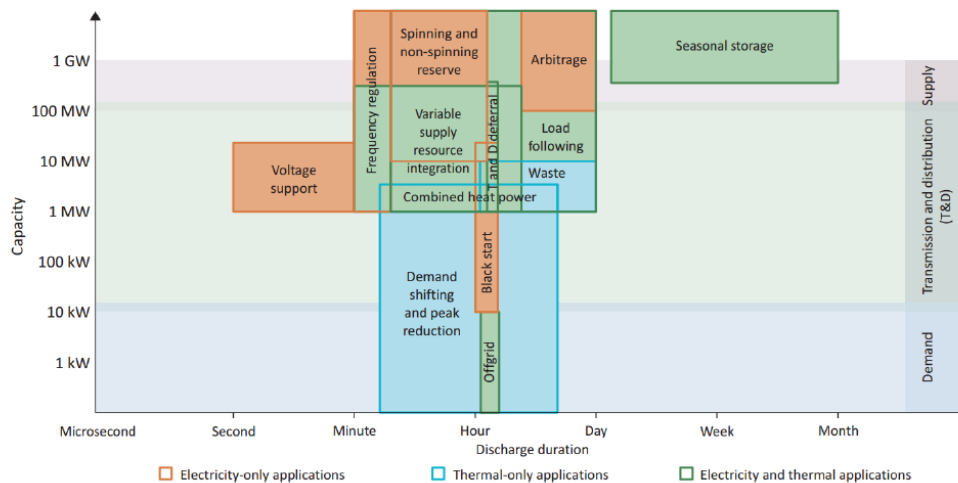 Capacity
1 GW
100 MW
10 MW
1 MW
100 kW
10 kW
1 kW
Frequency regulation
Spinning and
non-spinning
reserve
Arbitrage
Seasonal storage
Variable
supply
resource
integration
T and D deferral
Load
following
Waste
Voltage
support
Combined heat power
Demand
shifting
and peak
reduction
Black start
Offgrid
Supply
Transmission and distribution
(T&D)
Demand
Microsecond
Second
Minute
Hour
Day
Week
Month
Discharge duration
Electricity-only applications
Thermal-only applications
Electricity and thermal applications